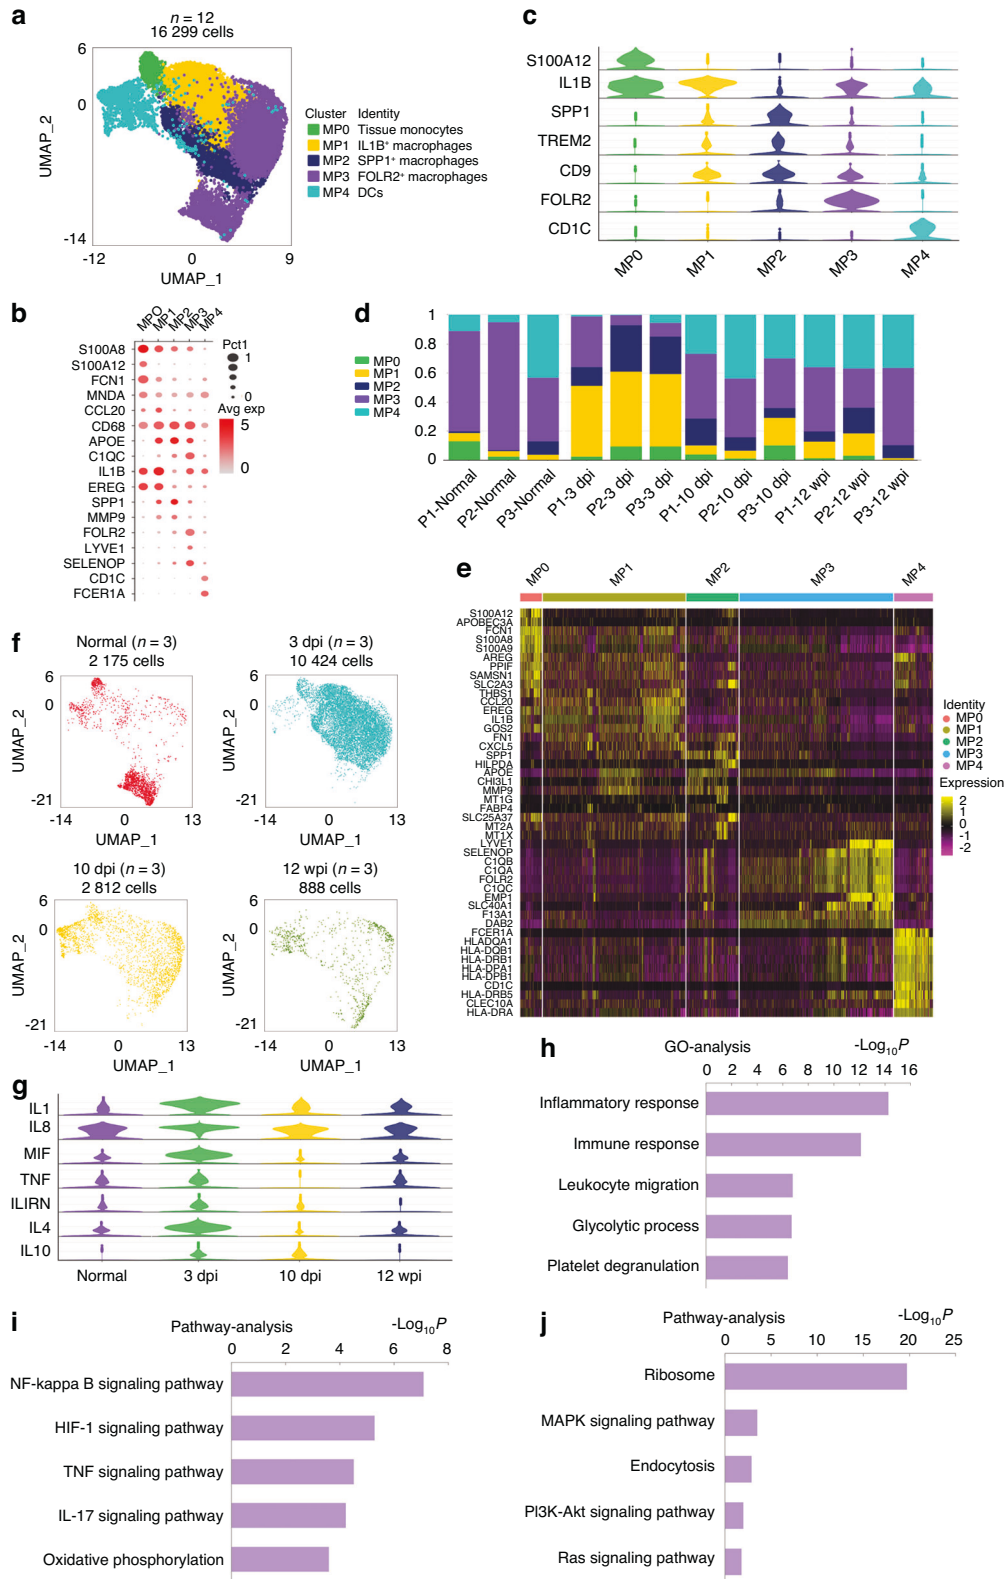 a
n = 12
16 299 cells
6
0
-14
-12
0
9
UMAP_2
UMAP_1
Cluster Identity
MP0 Tissue monocytes
MP1 IL1B⁺ macrophages
MP2 SPP1⁺ macrophages
MP3 FOLR2⁺ macrophages
MP4 DCs
b
MP0
MP1
MP2
MP3
MP4
S100A8
S100A12
FCN1
MNDA
CCL20
CD68
APOE
C1QC
IL1B
EREG
SPP1
MMP9
FOLR2
LYVE1
SELENOP
CD1C
FCER1A
Pct1
1
0
Avg exp
5
0
c
S100A12
IL1B
SPP1
TREM2
CD9
FOLR2
CD1C
MP0
MP1
MP2
MP3
MP4
d
MP0
MP1
MP2
MP3
MP4
1
0.8
0.6
0.4
0.2
0
P1-Normal
P2-Normal
P3-Normal
P1-3 dpi
P2-3 dpi
P3-3 dpi
P1-10 dpi
P2-10 dpi
P3-10 dpi
P1-12 wpi
P2-12 wpi
P3-12 wpi
e
MP0
MP1
MP2
MP3
MP4
S100A12
APOBEC3A
FCN1
S100A8
S100A9
AREG
PPIF
SAMSN1
SLC2A3
THBS1
CCL20
EREG
IL1B
GOS2
FN1
CXCL5
SPP1
HILPDA
APOE
CHI3L1
MMP9
MT1G
FABP4
SLC25A37
MT2A
MT1X
LYVE1
SELENOP
C1QB
C1QA
FOLR2
C1QC
EMP1
SLC40A1
F13A1
DAB2
FCER1A
HLADQA1
HLA-DQB1
HLA-DRB1
HLA-DPA1
HLA-DPB1
CD1C
HLA-DRB5
CLEC10A
HLA-DRA
Identity
MP0
MP1
MP2
MP3
MP4
Expression
2
1
0
-1
-2
f
Normal (n = 3)
2 175 cells
6
0
-21
-14
13
UMAP_2
3 dpi (n = 3)
10 424 cells
6
0
-21
-14
13
UMAP_2
10 dpi (n = 3)
2 812 cells
6
0
-21
-14
0
13
UMAP_2
UMAP_1
12 wpi (n = 3)
888 cells
6
0
-21
-14
0
13
UMAP_2
UMAP_1
g
IL1
IL8
MIF
TNF
ILIRN
IL4
IL10
Normal
3 dpi
10 dpi
12 wpi
h
GO-analysis
-Log₁₀P
0 2 4 6 8 10 12 14 16
Inflammatory response
Immune response
Leukocyte migration
Glycolytic process
Platelet degranulation
i
Pathway-analysis
-Log₁₀P
0 2 4 6 8
NF-kappa B signaling pathway
HIF-1 signaling pathway
TNF signaling pathway
IL-17 signaling pathway
Oxidative phosphorylation
j
Pathway-analysis
-Log₁₀P
0 5 10 15 20 25
Ribosome
MAPK signaling pathway
Endocytosis
PI3K-Akt signaling pathway
Ras signaling pathway